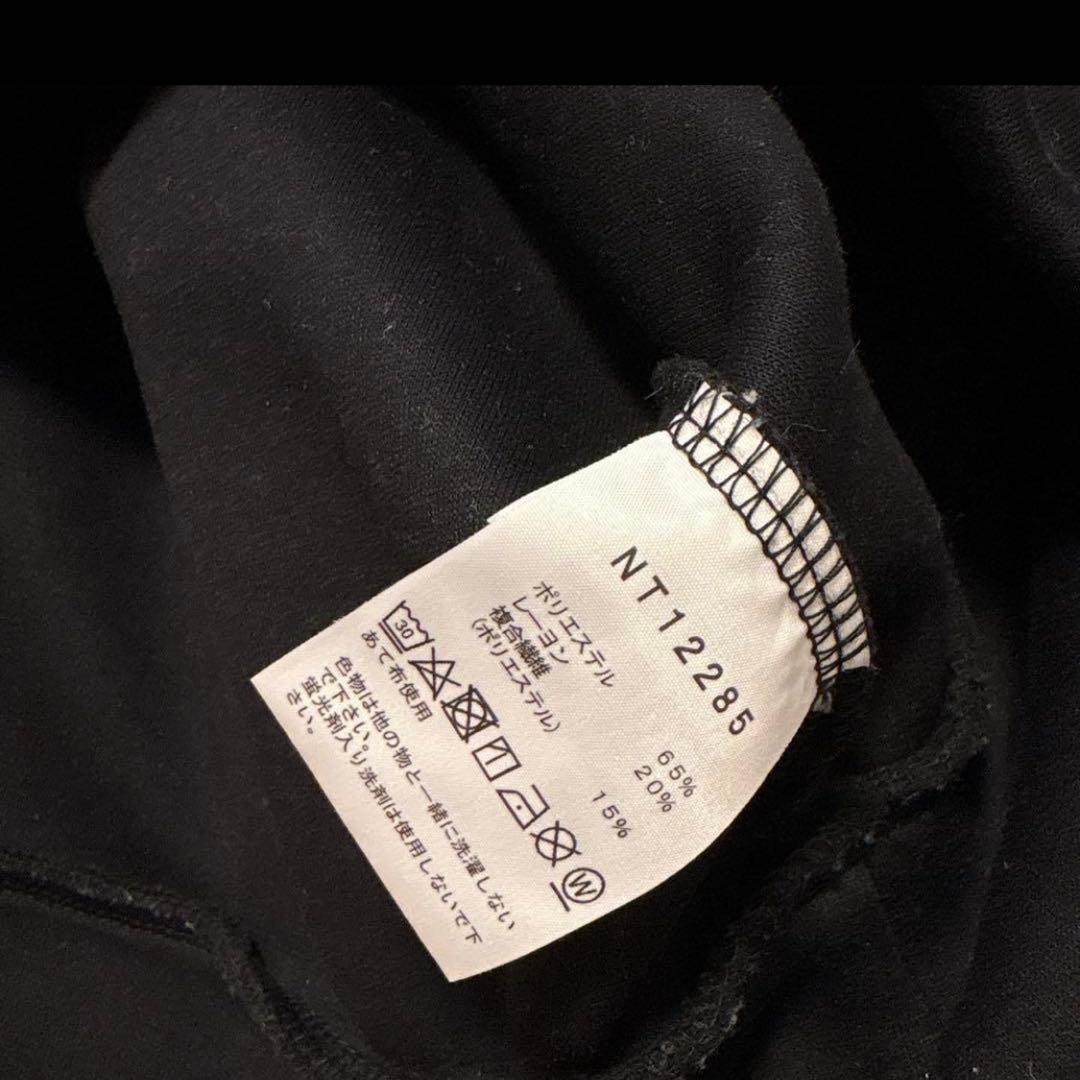 NT12285
ポリエステル 65%
レーヨン 20%
複合繊維
(ポリエステル) 15%
30
W
あて布使用
色物は他の物と一緒に洗濯しない
で下さい。
蛍光剤入り洗剤は使用しないで下
さい。